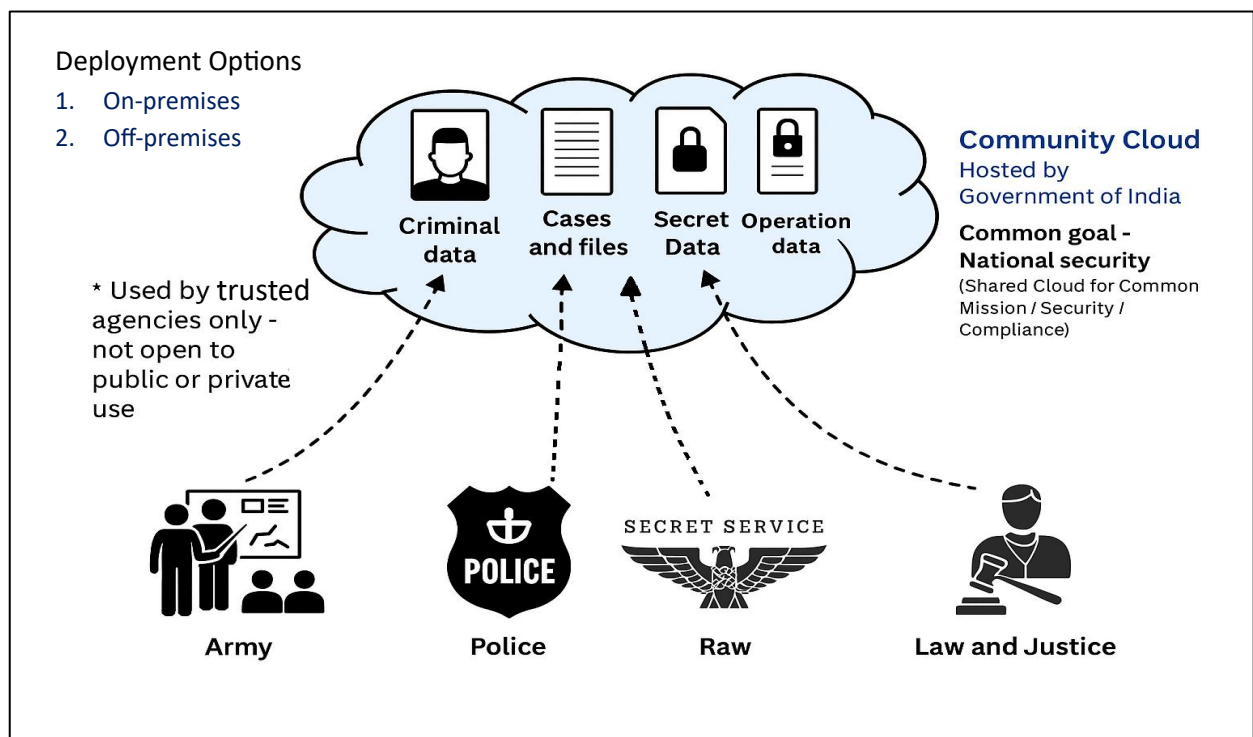 Deployment Options
1. On-premises
2. Off-premises
Criminal
data
Cases
and files
Secret
Data
Operation
data
Community Cloud
Hosted by
Government of India
Common goal -
National security
(Shared Cloud for Common
Mission / Security /
Compliance)
* Used by trusted
agencies only -
not open to
public or private
use
POLICE
SECRET SERVICE
Army
Police
Raw
Law and Justice